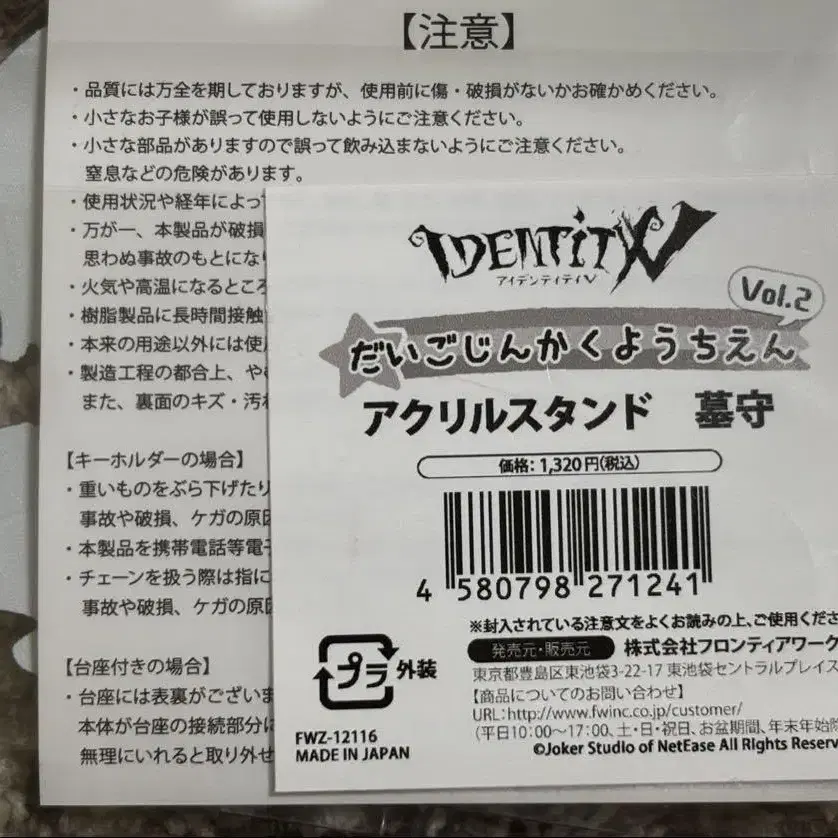 【注意】
・品質には万全を期しておりますが、使用前に傷・破損がないかお確かめください。
・小さなお子様が誤って使用しないようにご注意ください。
・小さな部品がありますので誤って飲み込まないようにご注意ください。
窒息などの危険があります。
・使用状況や経年によっ
・万が一、本製品が破損
思わぬ事故のもとにな
・火気や高温になるところ
・樹脂製品に長時間接触
・本来の用途以外には使
・製造工程の都合上、や
また、裏面のキズ・汚
【キーホルダーの場合】
・重いものをぶら下げたり
事故や破損、ケガの原
・本製品を携帯電話等電
・チェーンを扱う際は指に
事故や破損、ケガの原
【台座付きの場合】
・台座には表裏がございま
本体が台座の接続部分に
無理にいれると取り外せ
IDENTITY V
アイデンティティV
Vol.2
だいごじんかくようちえん
アクリルスタンド 墓守
価格：1,320円(税込)
4 580798 271241
※封入されている注意文をよくお読みの上、ご使用くださ
プラ 外装
発売元・販売元 株式会社フロンティアワーク
東京都豊島区東池袋3-22-17 東池袋セントラルプレイス
【商品についてのお問い合わせ】
URL:http://www.fwinc.co.jp/customer/
(平日10：00〜17：00、土・日・祝日、お盆期間、年末年始除
FWZ-12116
MADE IN JAPAN
©Joker Studio of NetEase All Rights Reserv